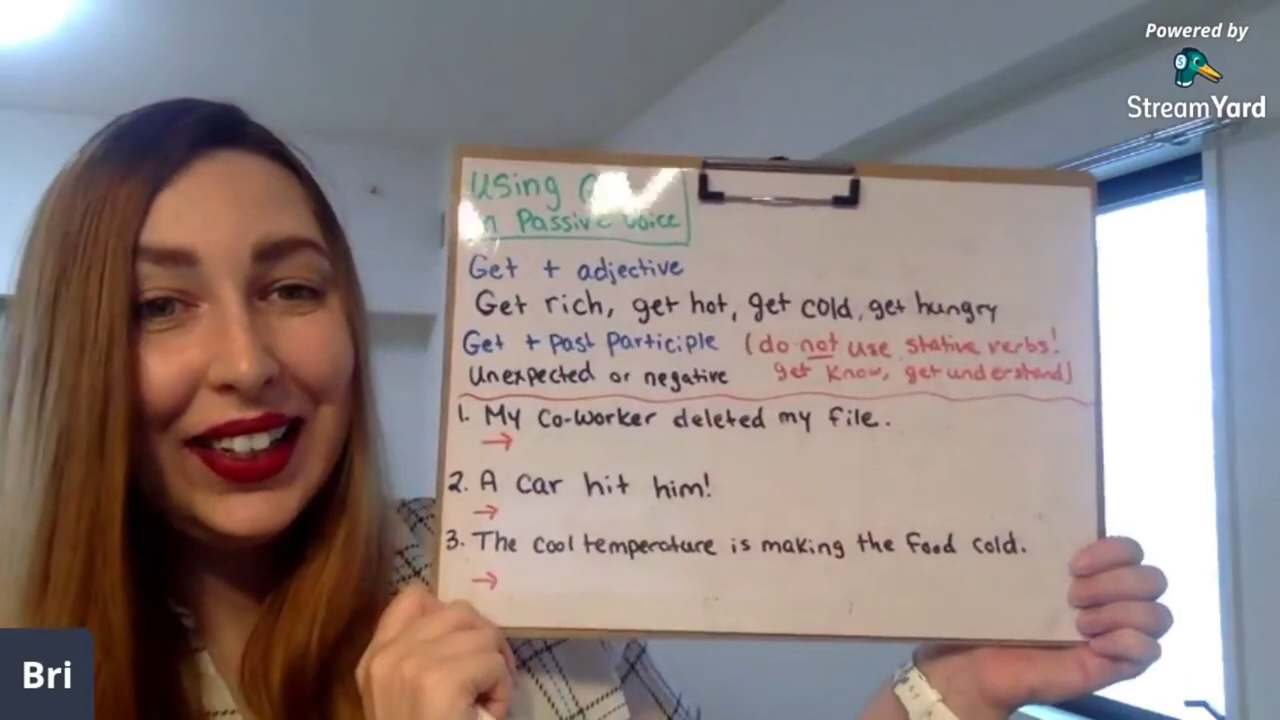 Powered by
StreamYard
Using
Passive Voice
Get + adjective
Get rich, get hot, get cold, get hungry
Get + Past Participle (do not use stative verbs!
Unexpected or negative get know, get understand)
1. My Co-worker deleted my file.
→
2. A car hit him!
→
3. The cool temperature is making the food cold.
→
Bri